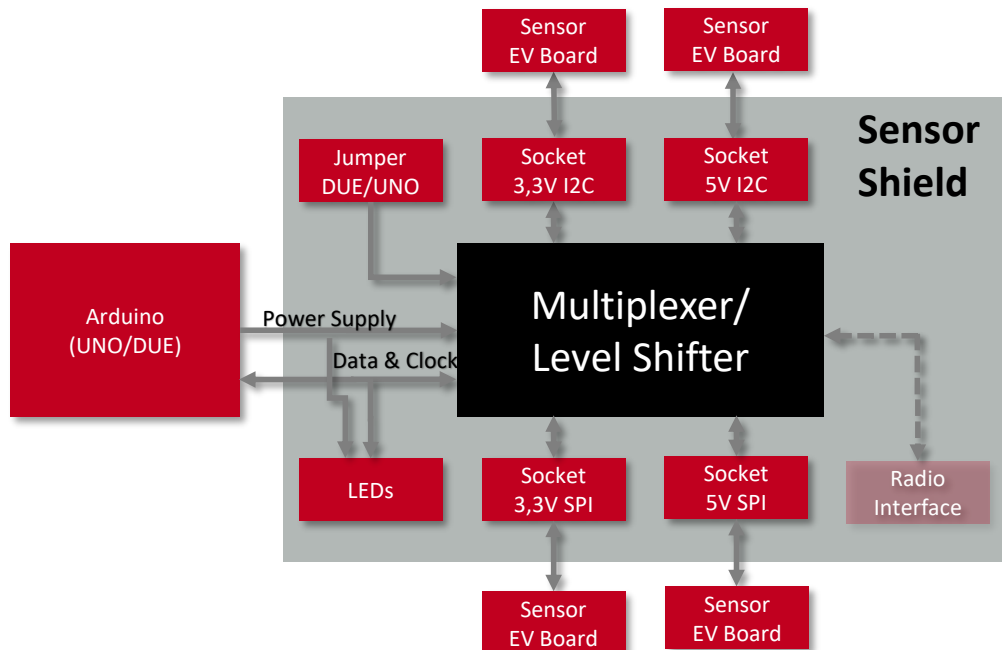 Sensor
EV Board
Sensor
EV Board
Sensor
Shield
Jumper
DUE/UNO
Socket
3,3V I2C
Socket
5V I2C
Arduino
(UNO/DUE)
Power Supply
Data & Clock
Multiplexer/
Level Shifter
LEDs
Socket
3,3V SPI
Socket
5V SPI
Radio
Interface
Sensor
EV Board
Sensor
EV Board